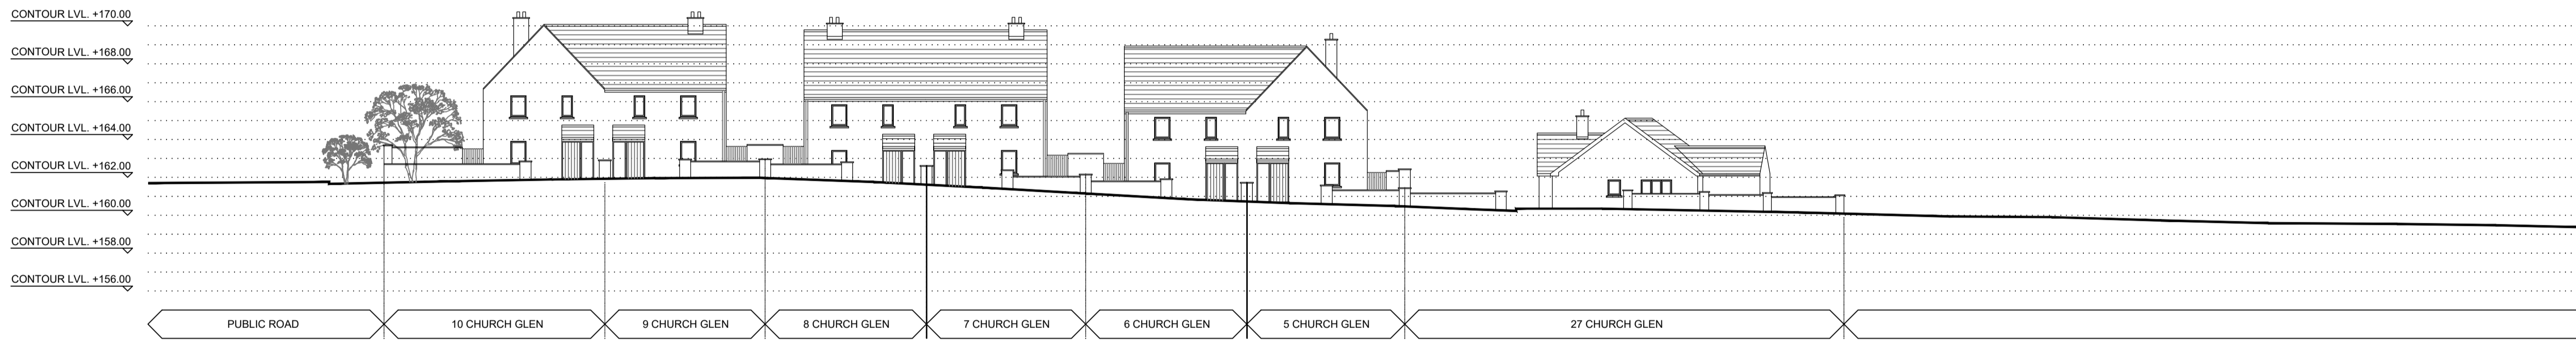 CONTOUR LVL. +170.00
CONTOUR LVL. +168.00
CONTOUR LVL. +166.00
CONTOUR LVL. +164.00
CONTOUR LVL. +162.00
CONTOUR LVL. +160.00
CONTOUR LVL. +158.00
CONTOUR LVL. +156.00
PUBLIC ROAD
10 CHURCH GLEN
9 CHURCH GLEN
8 CHURCH GLEN
7 CHURCH GLEN
6 CHURCH GLEN
5 CHURCH GLEN
27 CHURCH GLEN